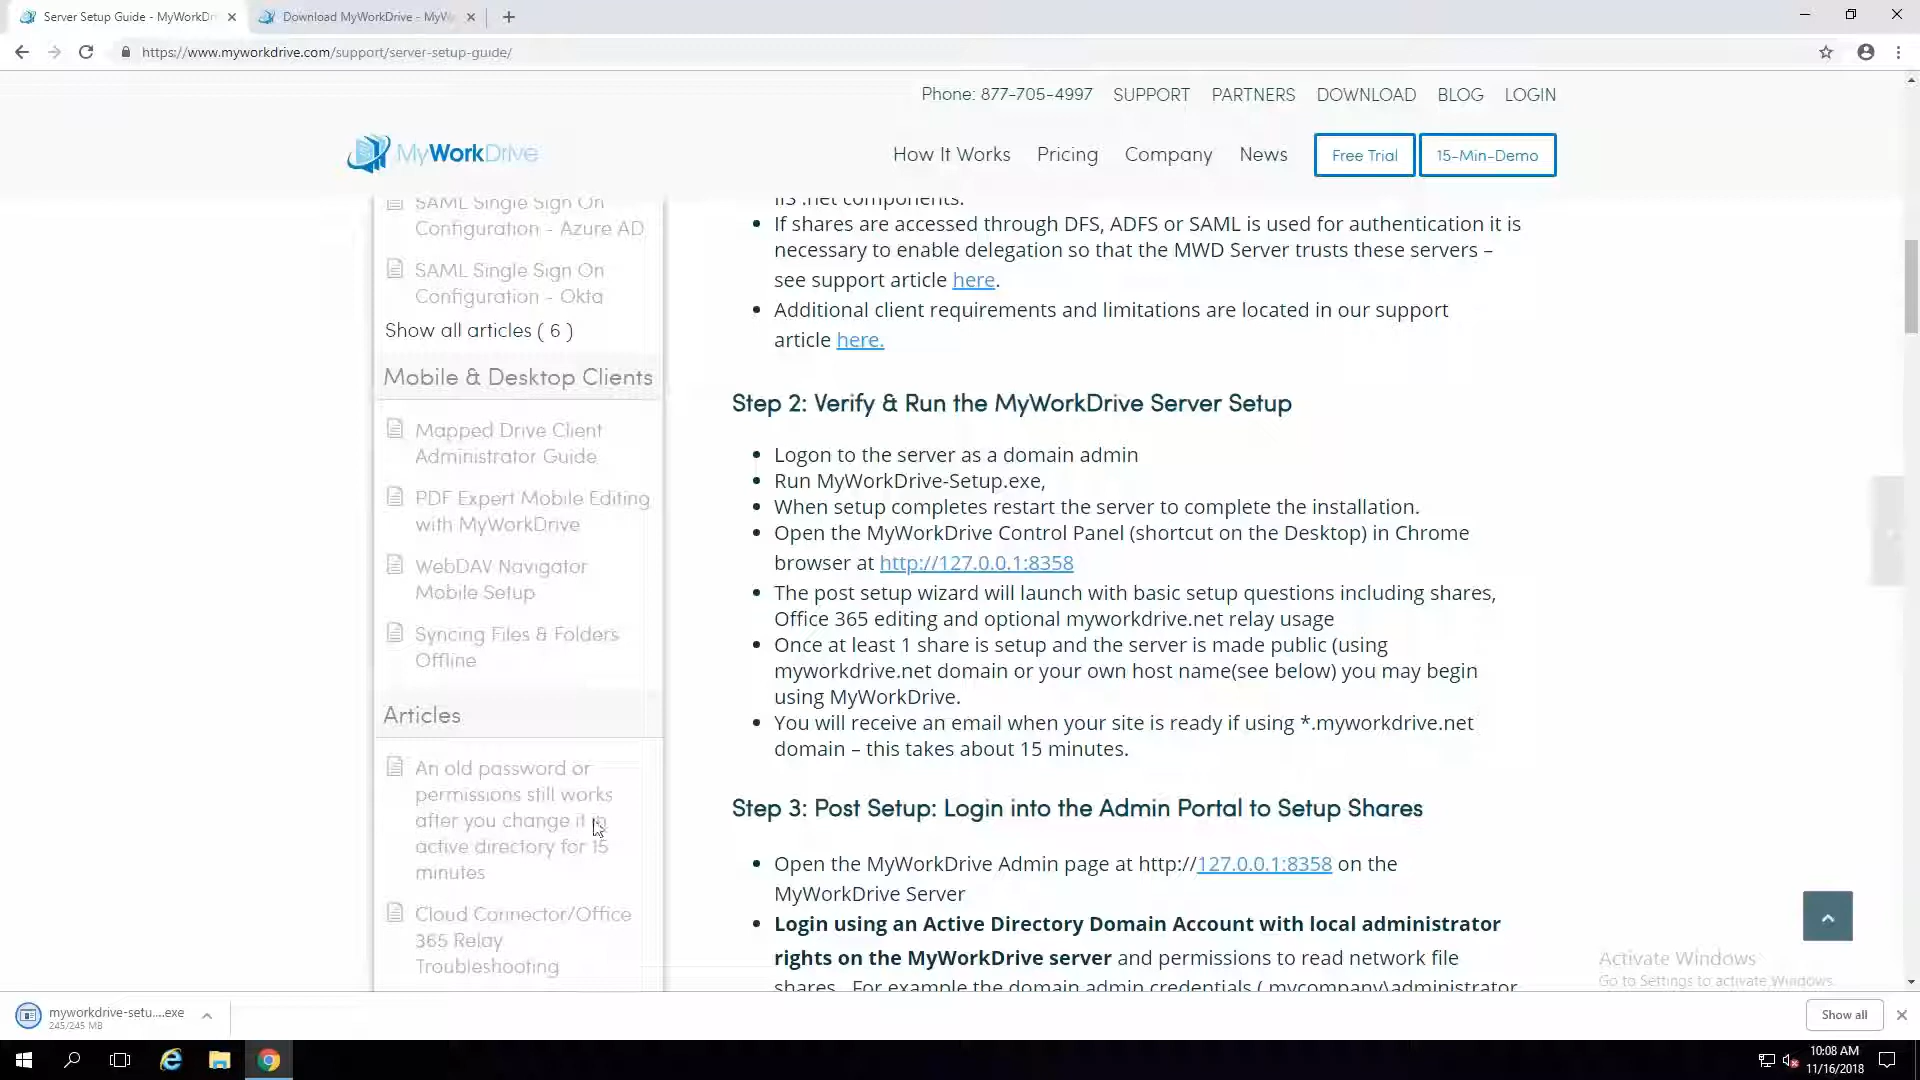 Server Setup Guide - MyWorkDr
Download MyWorkDrive - MyW
https://www.myworkdrive.com/support/server-setup-guide/
Phone: 877-705-4997 SUPPORT PARTNERS DOWNLOAD BLOG LOGIN
MyWorkDrive
How It Works Pricing Company News Free Trial 15-Min-Demo
SAML Single Sign On
Configuration - Azure AD
SAML Single Sign On
Configuration - Okta
Show all articles ( 6 )
Mobile & Desktop Clients
Mapped Drive Client
Administrator Guide
PDF Expert Mobile Editing
with MyWorkDrive
WebDAV Navigator
Mobile Setup
Syncing Files & Folders
Offline
Articles
An old password or
permissions still works
after you change it in
active directory for 15
minutes
Cloud Connector/Office
365 Relay
Troubleshooting
IIS .net components.
If shares are accessed through DFS, ADFS or SAML is used for authentication it is
necessary to enable delegation so that the MWD Server trusts these servers –
see support article here.
Additional client requirements and limitations are located in our support
article here.
Step 2: Verify & Run the MyWorkDrive Server Setup
Logon to the server as a domain admin
Run MyWorkDrive-Setup.exe,
When setup completes restart the server to complete the installation.
Open the MyWorkDrive Control Panel (shortcut on the Desktop) in Chrome
browser at http://127.0.0.1:8358
The post setup wizard will launch with basic setup questions including shares,
Office 365 editing and optional myworkdrive.net relay usage
Once at least 1 share is setup and the server is made public (using
myworkdrive.net domain or your own host name(see below) you may begin
using MyWorkDrive.
You will receive an email when your site is ready if using *.myworkdrive.net
domain – this takes about 15 minutes.
Step 3: Post Setup: Login into the Admin Portal to Setup Shares
Open the MyWorkDrive Admin page at http://127.0.0.1:8358 on the
MyWorkDrive Server
Login using an Active Directory Domain Account with local administrator
rights on the MyWorkDrive server and permissions to read network file
shares. For example the domain admin credentials ( mycompany\administrator
Activate Windows
Go to Settings to activate Windows.
myworkdrive-setu....exe
245/245 MB
Show all
10:08 AM
11/16/2018